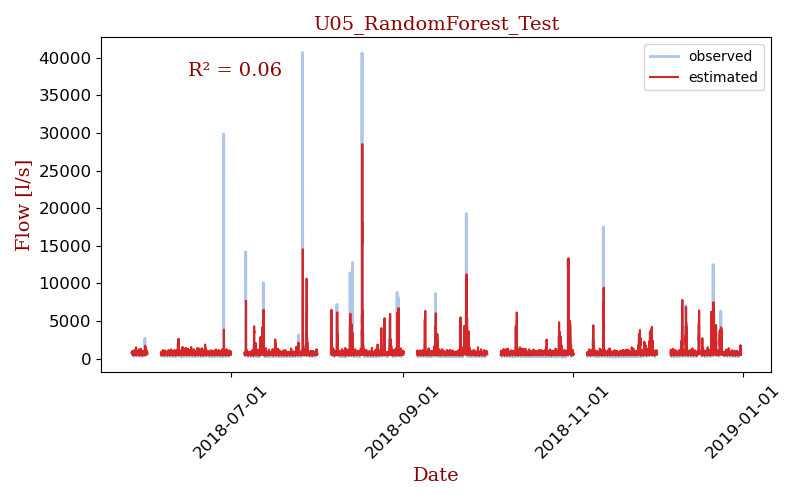 U05_RandomForest_Test
R² = 0.06
observed
estimated
40000
35000
30000
25000
20000
15000
10000
5000
0
Flow [l/s]
2018-07-01
2018-09-01
2018-11-01
2019-01-01
Date